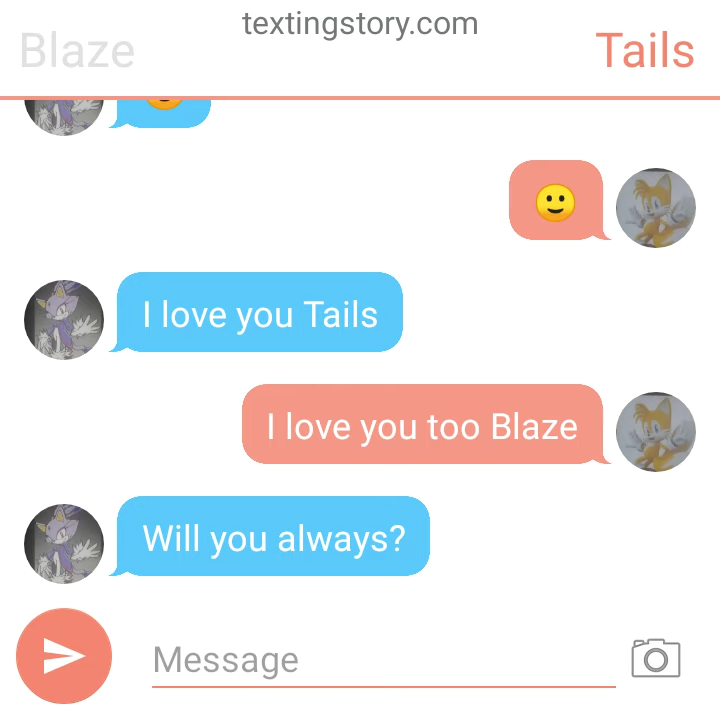 textingstory.com
Blaze
Tails
🙂
I love you Tails
I love you too Blaze
Will you always?
Message